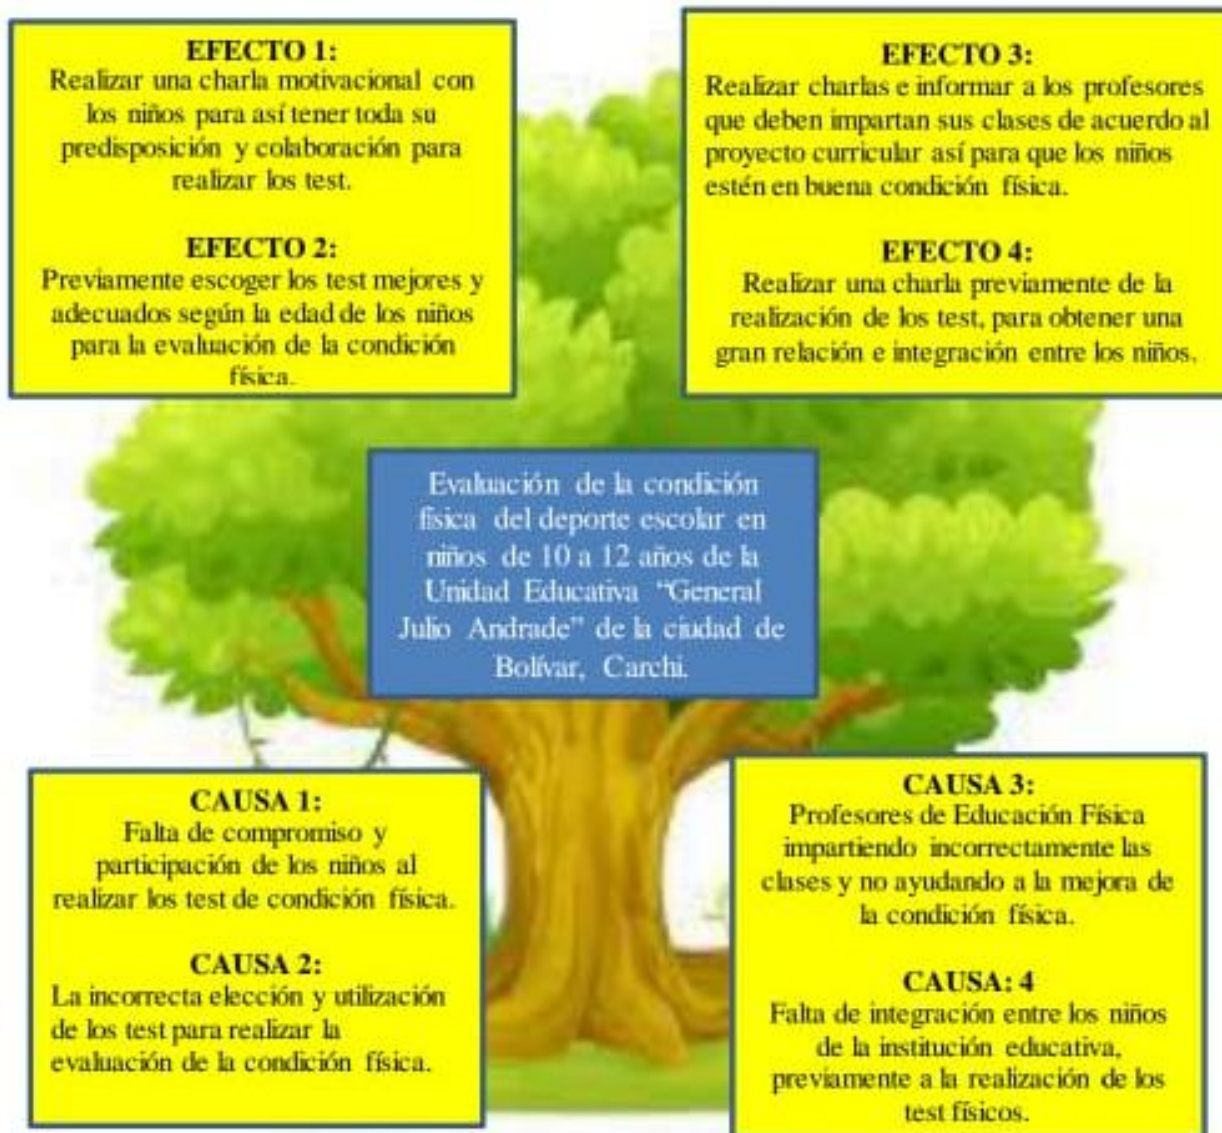 EFECTO 1:
Realizar una charla motivacional con
los niños para así tener toda su
predisposición y colaboración para
realizar los test.
EFECTO 2:
Previamente escoger los test mejores y
adecuados según la edad de los niños
para la evaluación de la condición
física.
EFECTO 3:
Realizar charlas e informar a los profesores
que deben impartan sus clases de acuerdo al
proyecto curricular así para que los niños
estén en buena condición física.
EFECTO 4:
Realizar una charla previamente de la
realización de los test, para obtener una
gran relación e integración entre los niños.
Evaluación de la condición
física del deporte escolar en
niños de 10 a 12 años de la
Unidad Educativa “General
Julio Andrade” de la ciudad de
Bolívar, Carchi.
CAUSA 1:
Falta de compromiso y
participación de los niños al
realizar los test de condición física.
CAUSA 2:
La incorrecta elección y utilización
de los test para realizar la
evaluación de la condición física.
CAUSA 3:
Profesores de Educación Física
impartiendo incorrectamente las
clases y no ayudando a la mejora de
la condición física.
CAUSA: 4
Falta de integración entre los niños
de la institución educativa,
previamente a la realización de los
test físicos.